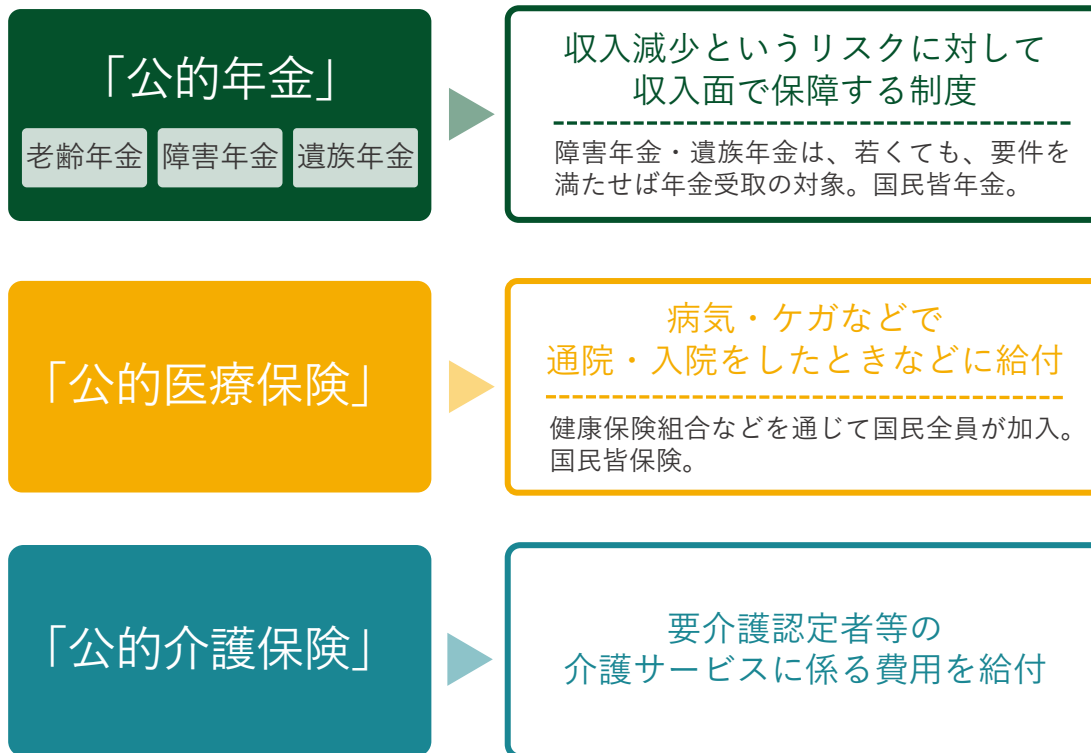 「公的年金」
老齢年金
障害年金
遺族年金
収入減少というリスクに対して
収入面で保障する制度
障害年金・遺族年金は、若くても、要件を
満たせば年金受取の対象。国民皆年金。
「公的医療保険」
病気・ケガなどで
通院・入院をしたときなどに給付
健康保険組合などを通じて国民全員が加入。
国民皆保険。
「公的介護保険」
要介護認定者等の
介護サービスに係る費用を給付